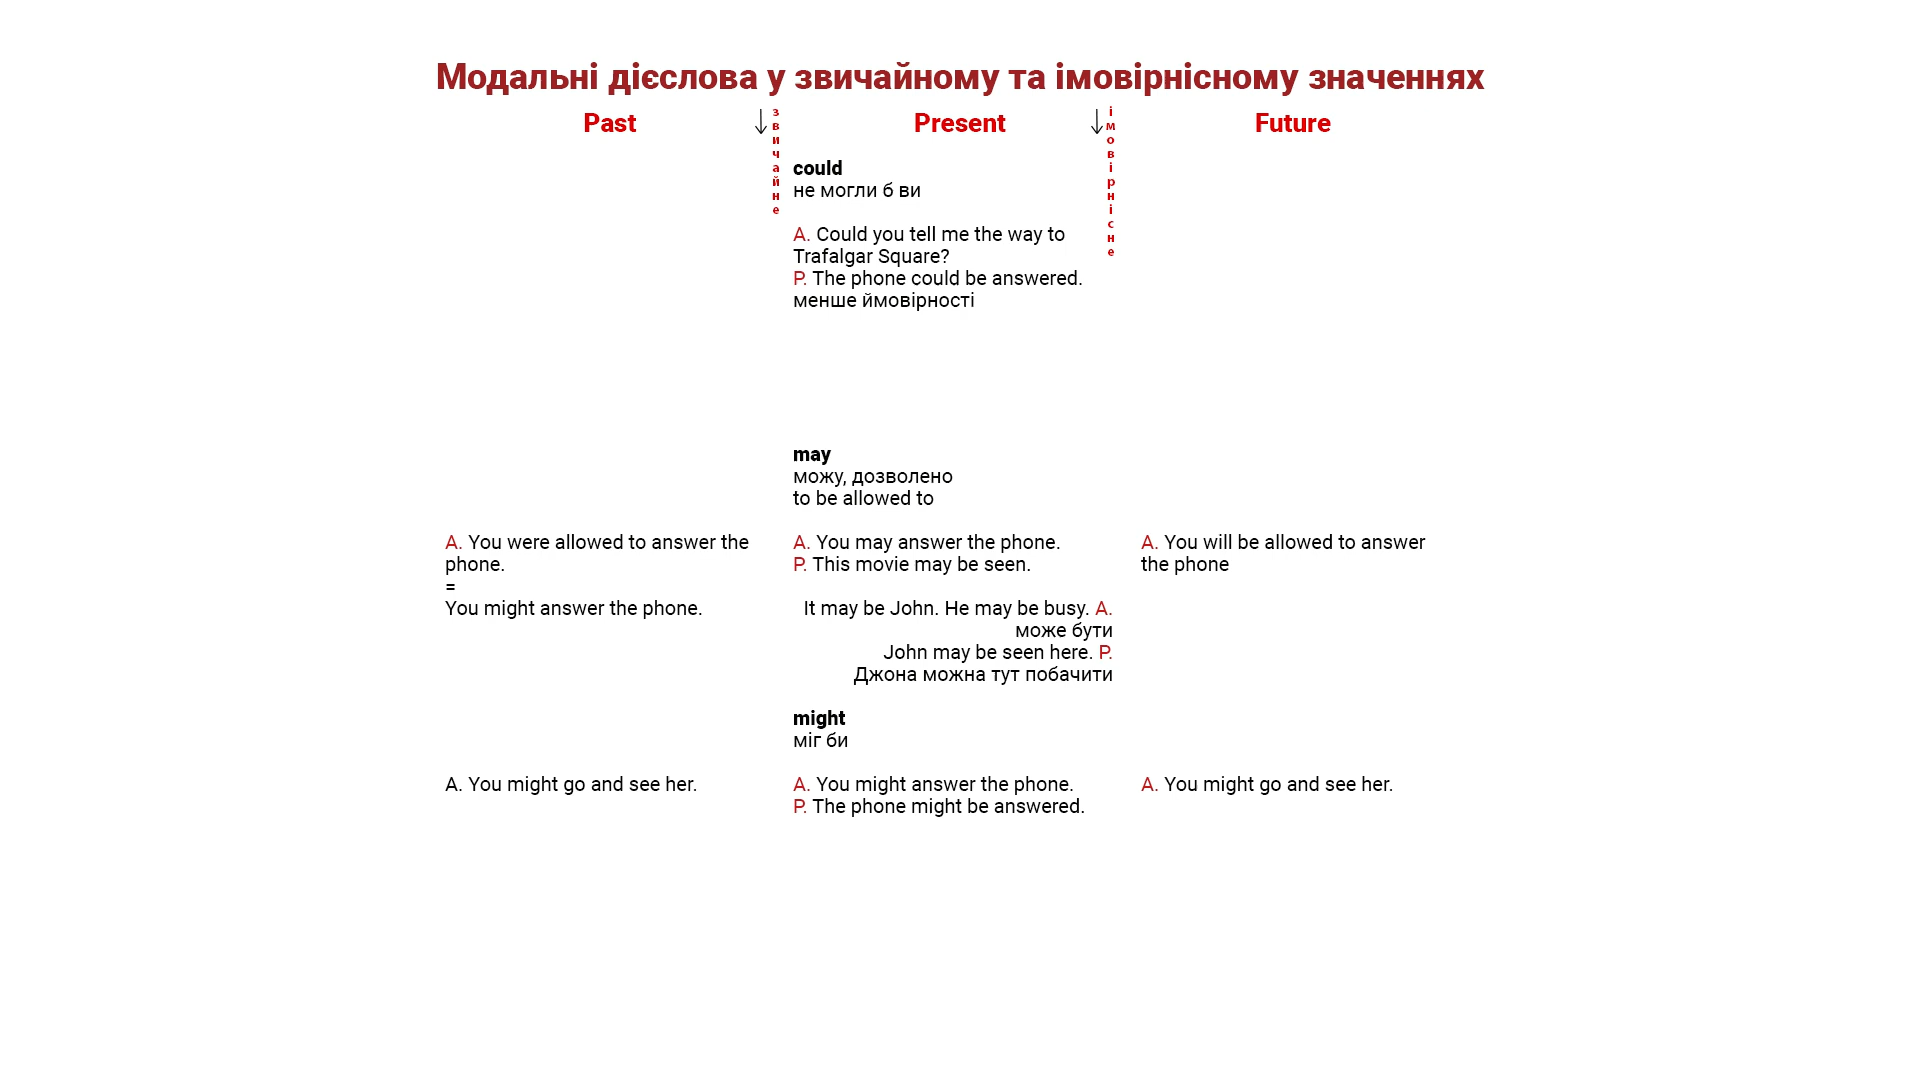 Модальні дієслова у звичайному та імовірнісному значеннях
Past
звичайне
Present
імовірнісне
Future
could
не могли б ви
A. Could you tell me the way to
Trafalgar Square?
P. The phone could be answered.
менше ймовірності
may
можу, дозволено
to be allowed to
A. You were allowed to answer the
phone.
=
You might answer the phone.
A. You may answer the phone.
P. This movie may be seen.
It may be John. He may be busy. A.
може бути
John may be seen here. P.
Джона можна тут побачити
A. You will be allowed to answer
the phone
might
міг би
A. You might go and see her.
A. You might answer the phone.
P. The phone might be answered.
A. You might go and see her.